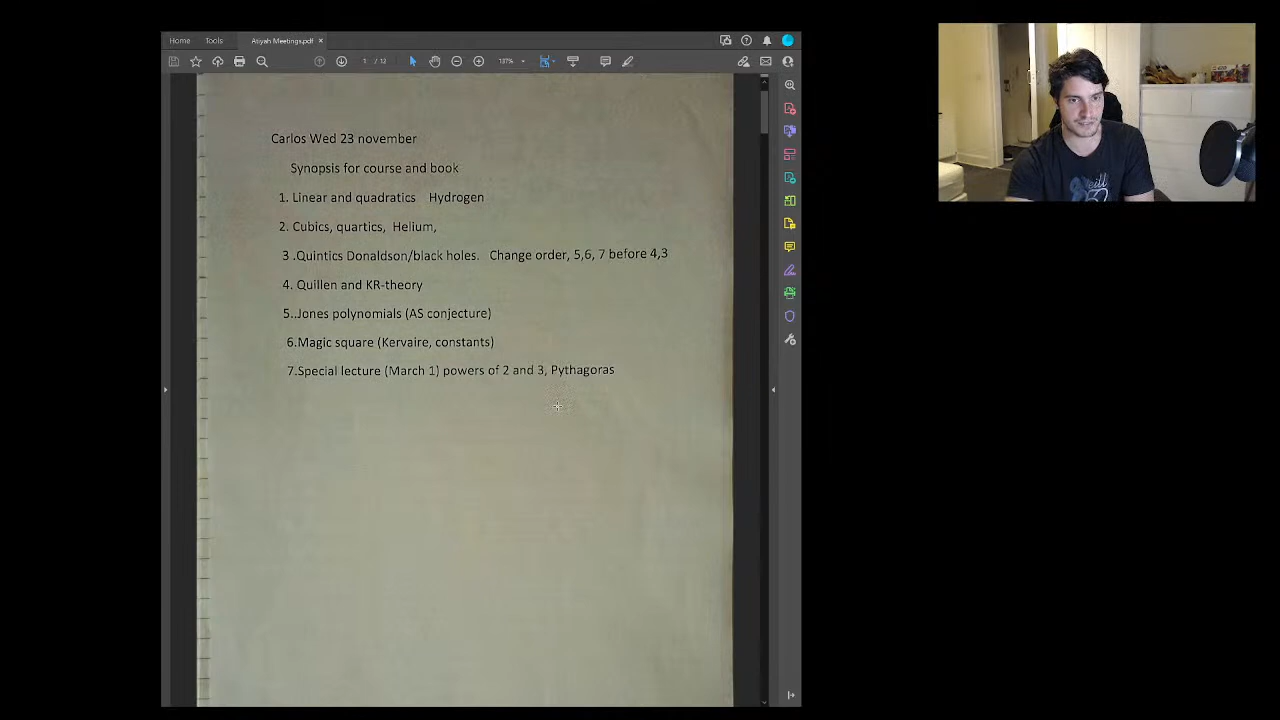 Home Tools Atiyah Meetings.pdf ×
1 / 12 137%
Carlos Wed 23 november
Synopsis for course and book
1. Linear and quadratics Hydrogen
2. Cubics, quartics, Helium,
3 .Quintics Donaldson/black holes. Change order, 5,6, 7 before 4,3
4. Quillen and KR-theory
5..Jones polynomials (AS conjecture)
6.Magic square (Kervaire, constants)
7.Special lecture (March 1) powers of 2 and 3, Pythagoras